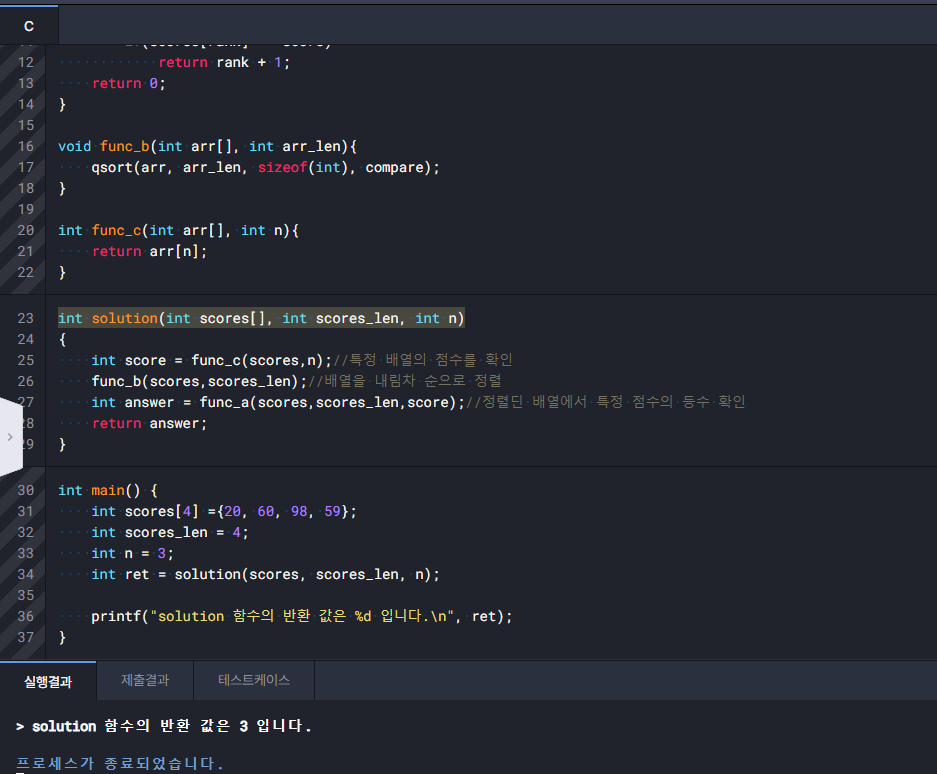 C
12 return rank + 1;
13 return 0;
14 }
15
16 void func_b(int arr[], int arr_len){
17 qsort(arr, arr_len, sizeof(int), compare);
18 }
19
20 int func_c(int arr[], int n){
21 return arr[n];
22 }
23 int solution(int scores[], int scores_len, int n)
24 {
25 int score = func_c(scores,n);//특정 배열의 점수를 확인
26 func_b(scores,scores_len);//배열을 내림차 순으로 정렬
27 int answer = func_a(scores,scores_len,score);//정렬딘 배열에서 특정 점수의 등수 확인
28 return answer;
29 }
30 int main() {
31 int scores[4] ={20, 60, 98, 59};
32 int scores_len = 4;
33 int n = 3;
34 int ret = solution(scores, scores_len, n);
35
36 printf("solution 함수의 반환 값은 %d 입니다.\n", ret);
37 }
실행결과 제출결과 테스트케이스
> solution 함수의 반환 값은 3 입니다.
프로세스가 종료되었습니다.